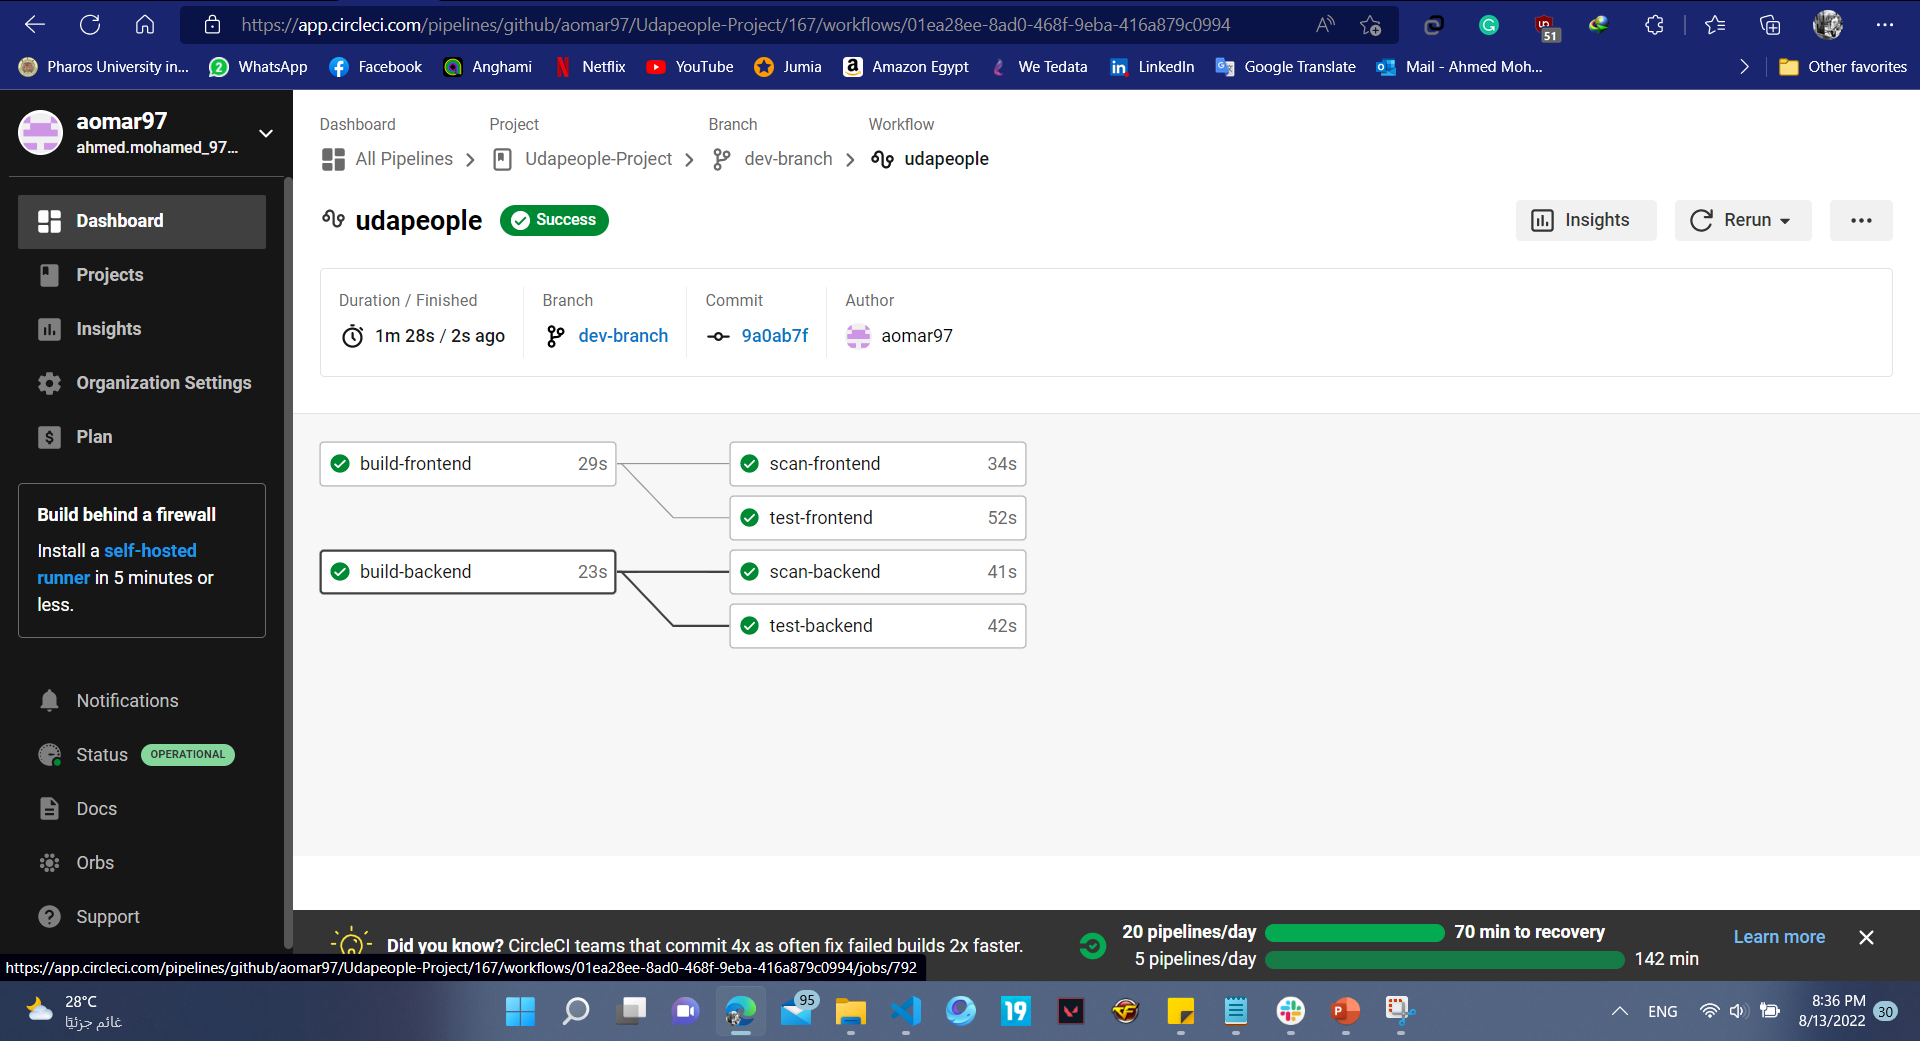 https://app.circleci.com/pipelines/github/aomar97/Udapeople-Project/167/workflows/01ea28ee-8ad0-468f-9eba-416a879c0994
51
Pharos University in...
2
WhatsApp
Facebook
Anghami
Netflix
YouTube
Jumia
Amazon Egypt
We Tedata
LinkedIn
Google Translate
Mail - Ahmed Moh...
Other favorites
aomar97
ahmed.mohamed_97...
Dashboard
Projects
Insights
Organization Settings
Plan
Build behind a firewall
Install a self-hosted
runner in 5 minutes or
less.
Notifications
Status OPERATIONAL
Docs
Orbs
Support
Dashboard Project Branch Workflow
All Pipelines Udapeople-Project dev-branch udapeople
udapeople Success
Insights Rerun
Duration / Finished Branch Commit Author
1m 28s / 2s ago dev-branch 9a0ab7f aomar97
build-frontend 29s
scan-frontend 34s
test-frontend 52s
build-backend 23s
scan-backend 41s
test-backend 42s
Did you know? CircleCI teams that commit 4x as often fix failed builds 2x faster.
20 pipelines/day 70 min to recovery
5 pipelines/day 142 min
Learn more
https://app.circleci.com/pipelines/github/aomar97/Udapeople-Project/167/workflows/01ea28ee-8ad0-468f-9eba-416a879c0994/jobs/792
28°C
غائم جزئيًا
95
19
ENG
8:36 PM
8/13/2022
30